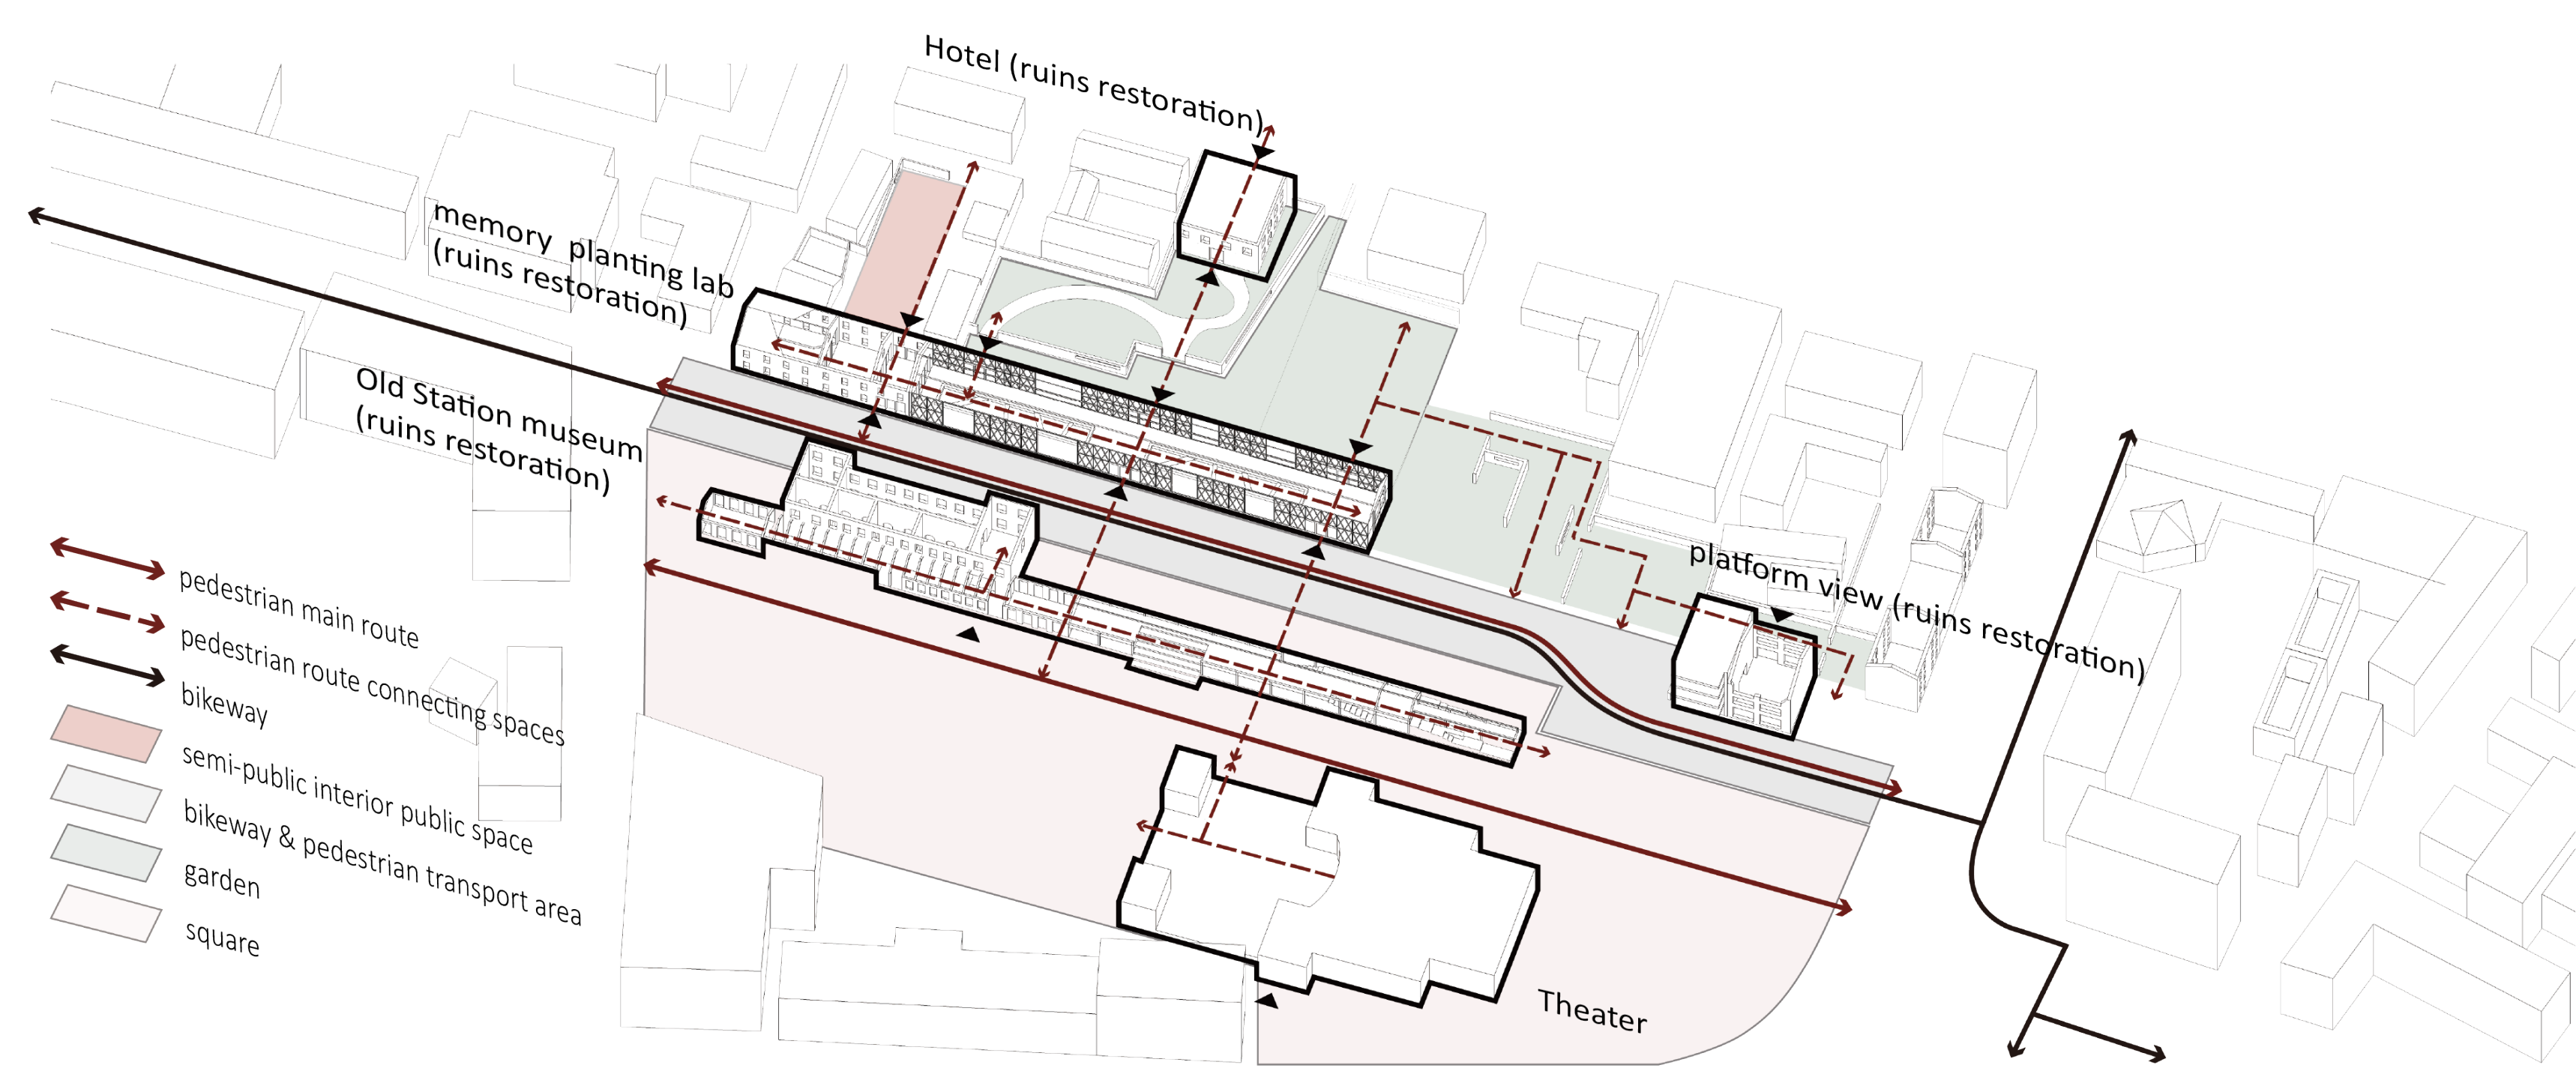 Hotel (ruins restoration)
memory planting lab
(ruins restoration)
Old Station museum
(ruins restoration)
platform view (ruins restoration)
Theater
pedestrian main route
pedestrian route connecting spaces
bikeway
semi-public interior public space
bikeway & pedestrian transport area
garden
square